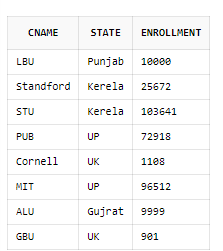 CNAME STATE ENROLLMENT
LBU Punjab 10000
Standford Kerela 25672
STU Kerela 103641
PUB UP 72918
Cornell UK 1108
MIT UP 96512
ALU Gujrat 9999
GBU UK 901